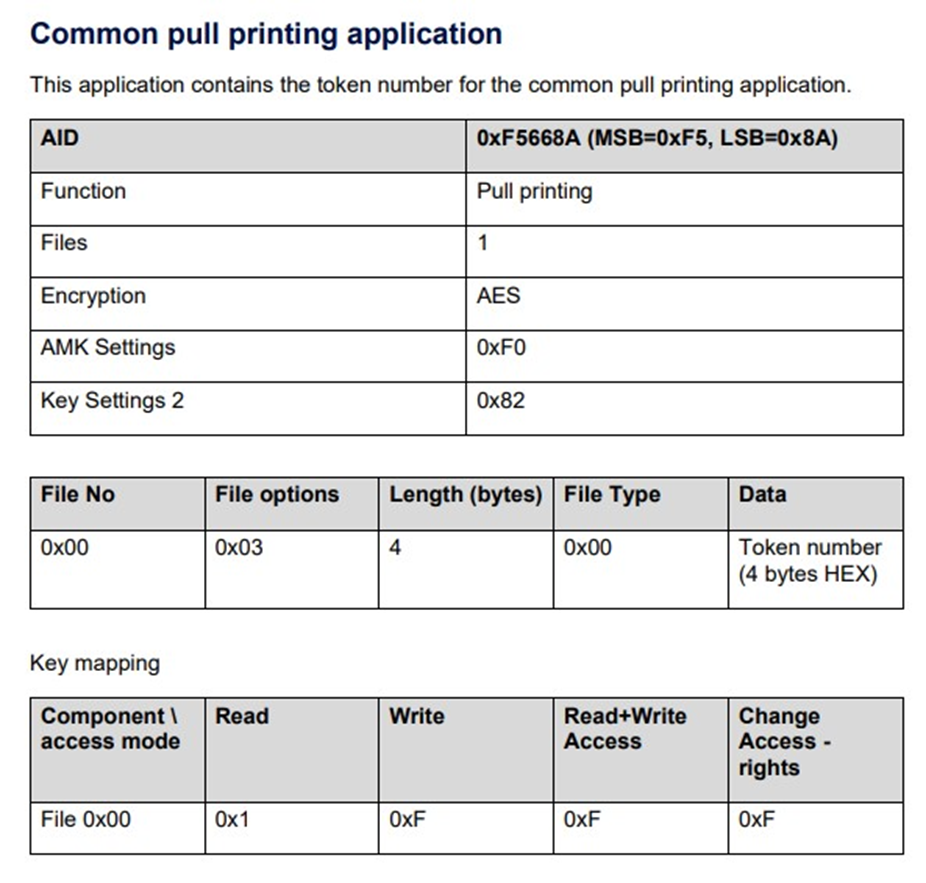 Common pull printing application
This application contains the token number for the common pull printing application.
AID 0xF5668A (MSB=0xF5, LSB=0x8A)
Function Pull printing
Files 1
Encryption AES
AMK Settings 0xF0
Key Settings 2 0x82
File No File options Length (bytes) File Type Data
0x00 0x03 4 0x00 Token number
(4 bytes HEX)
Key mapping
Component \ Read Write Read+Write Change
access mode Access Access -
rights
File 0x00 0x1 0xF 0xF 0xF